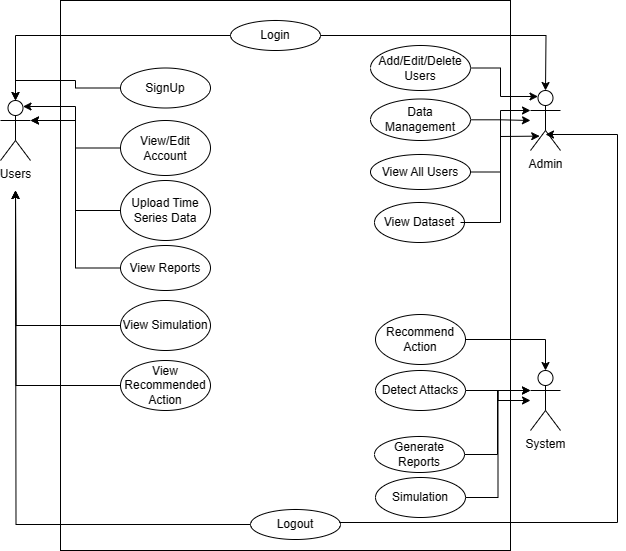 Login
Add/Edit/Delete
Users
SignUp
Data
Management
View/Edit
Account
Admin
Users
View All Users
Upload Time
Series Data
View Dataset
View Reports
View Simulation
Recommend
Action
View
Recommended
Action
Detect Attacks
System
Generate
Reports
Simulation
Logout